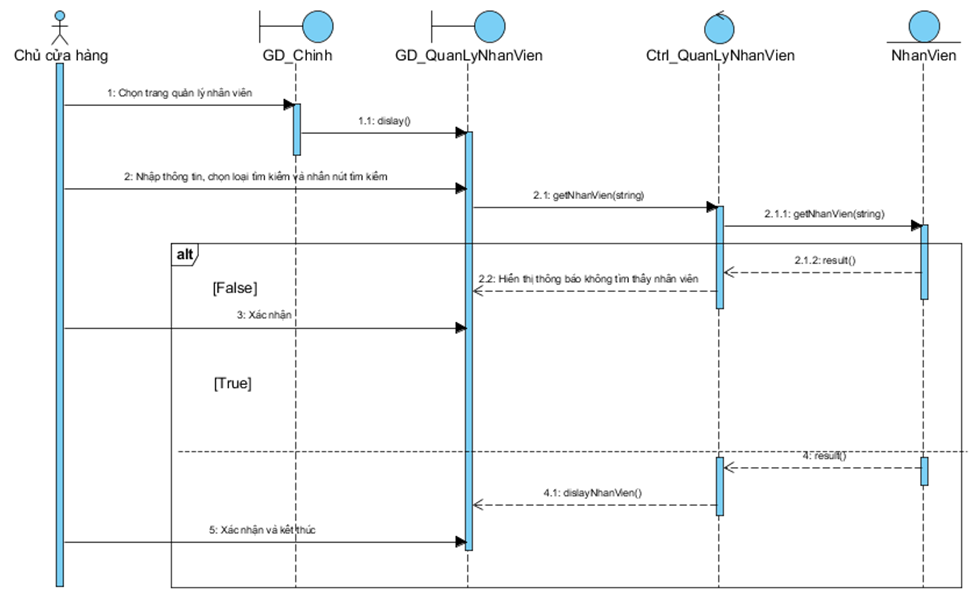 Chủ cửa hàng
GD_Chinh
GD_QuanLyNhanVien
Ctrl_QuanLyNhanVien
NhanVien
1: Chọn trang quản lý nhân viên
1.1: dislay()
2: Nhập thông tin, chọn loại tìm kiếm và nhấn nút tìm kiếm
2.1: getNhanVien(string)
2.1.1: getNhanVien(string)
alt
2.1.2: result()
2.2: Hiển thị thông báo không tìm thấy nhân viên
[False]
3: Xác nhận
[True]
4: result()
4.1: dislayNhanVien()
5: Xác nhận và kết thúc